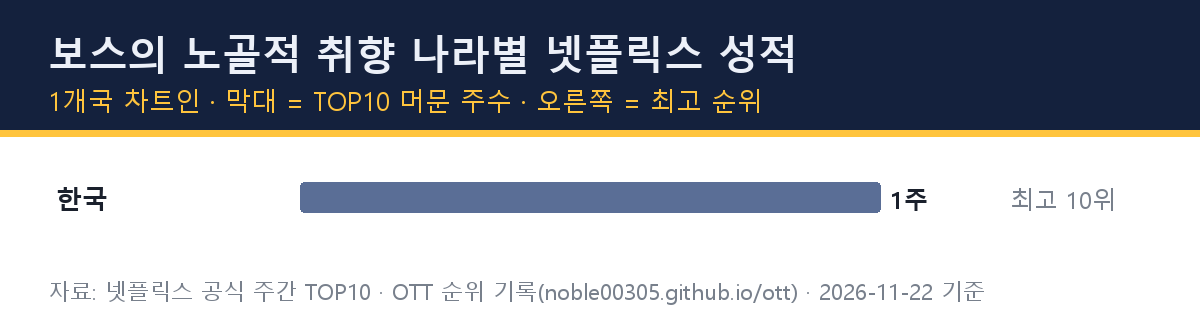 보스의 노골적 취향 나라별 넷플릭스 성적
1개국 차트인 · 막대 = TOP10 머문 주수 · 오른쪽 = 최고 순위
한국 1주 최고 10위
자료: 넷플릭스 공식 주간 TOP10 · OTT 순위 기록(noble00305.github.io/ott) · 2026-11-22 기준